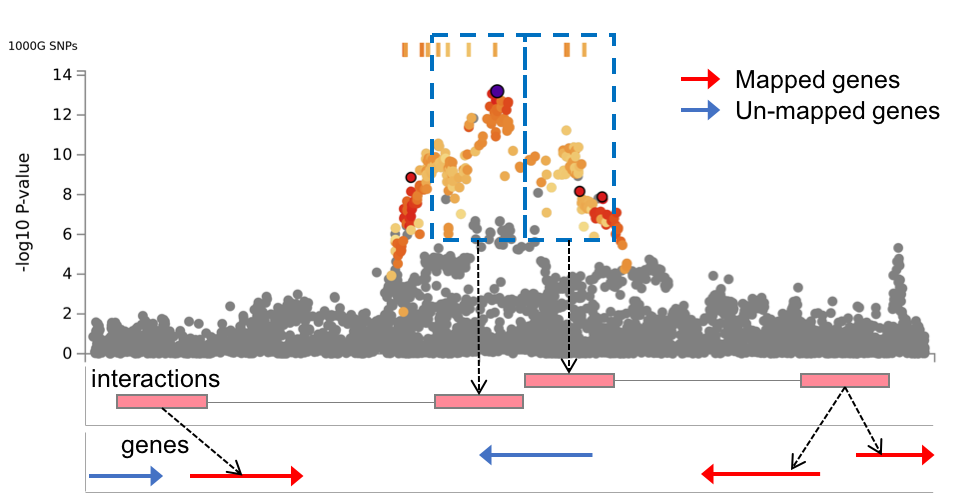 1000G SNPs
14
12
10
8
6
4
2
0
-log10 P-value
Mapped genes
Un-mapped genes
interactions
genes